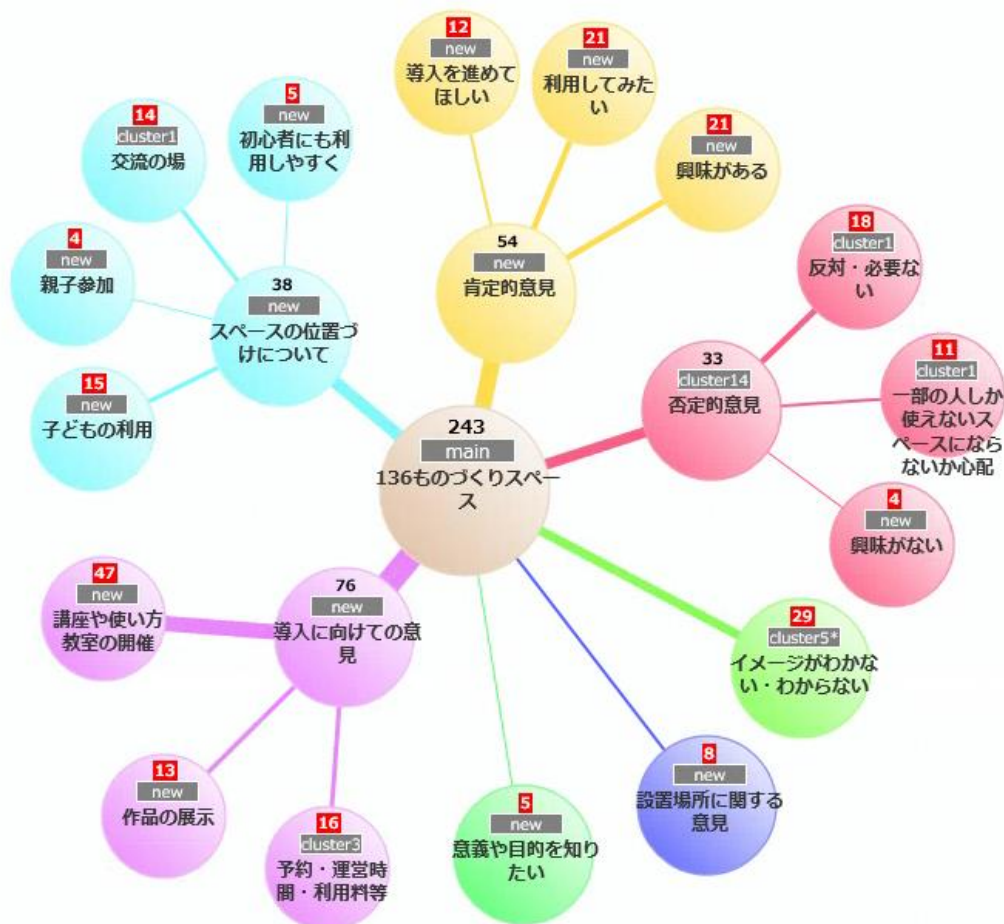 12
new
導入を進めて
ほしい
21
new
利用してみた
い
21
new
興味がある
54
new
肯定的意見
5
new
初心者にも利
用しやすく
14
cluster1
交流の場
4
new
親子参加
15
new
子どもの利用
38
new
スペースの位置づ
けについて
18
cluster1
反対・必要な
い
11
cluster1
一部の人しか
使えないス
ペースになら
ないか心配
4
new
興味がない
33
cluster14
否定的意見
243
main
136ものづくりスペー
ス
47
new
講座や使い方
教室の開催
76
new
導入に向けての意
見
13
new
作品の展示
16
cluster3
予約・運営時
間・利用料等
5
new
意義や目的を知り
たい
8
new
設置場所に関する
意見
29
cluster5*
イメージがわかな
い・わからない